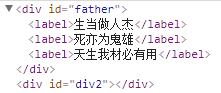 ▼<div id="father">
<label>生当做人杰</label>
<label>死亦为鬼雄</label>
<label>天生我材必有用</label>
</div>
<div id="div2"></div>